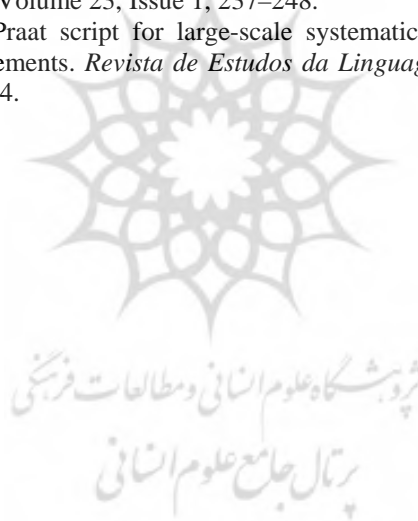 Volume 23, Issue 1, 237–248.
Praat script for large-scale systematic
ements. Revista de Estudos da Linguag
4.
پژوهشگاه علوم انسانی و مطالعات فرهنگی
پرتال جامع علوم انسانی